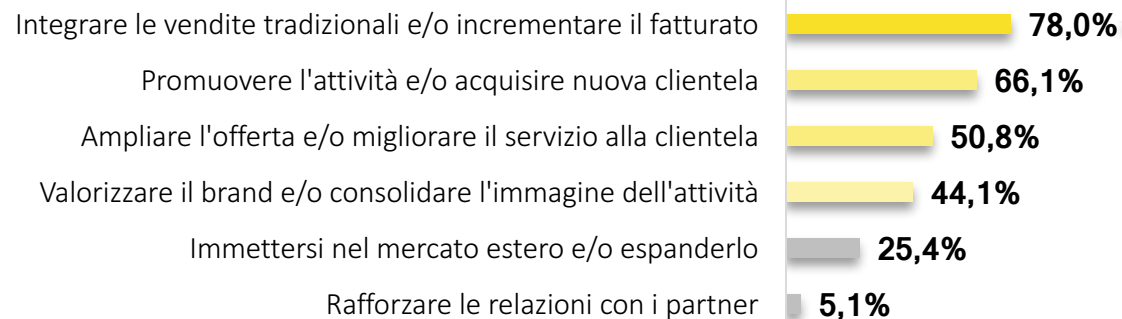 Integrare le vendite tradizionali e/o incrementare il fatturato 78,0%
Promuovere l'attività e/o acquisire nuova clientela 66,1%
Ampliare l'offerta e/o migliorare il servizio alla clientela 50,8%
Valorizzare il brand e/o consolidare l'immagine dell'attività 44,1%
Immettersi nel mercato estero e/o espanderlo 25,4%
Rafforzare le relazioni con i partner 5,1%